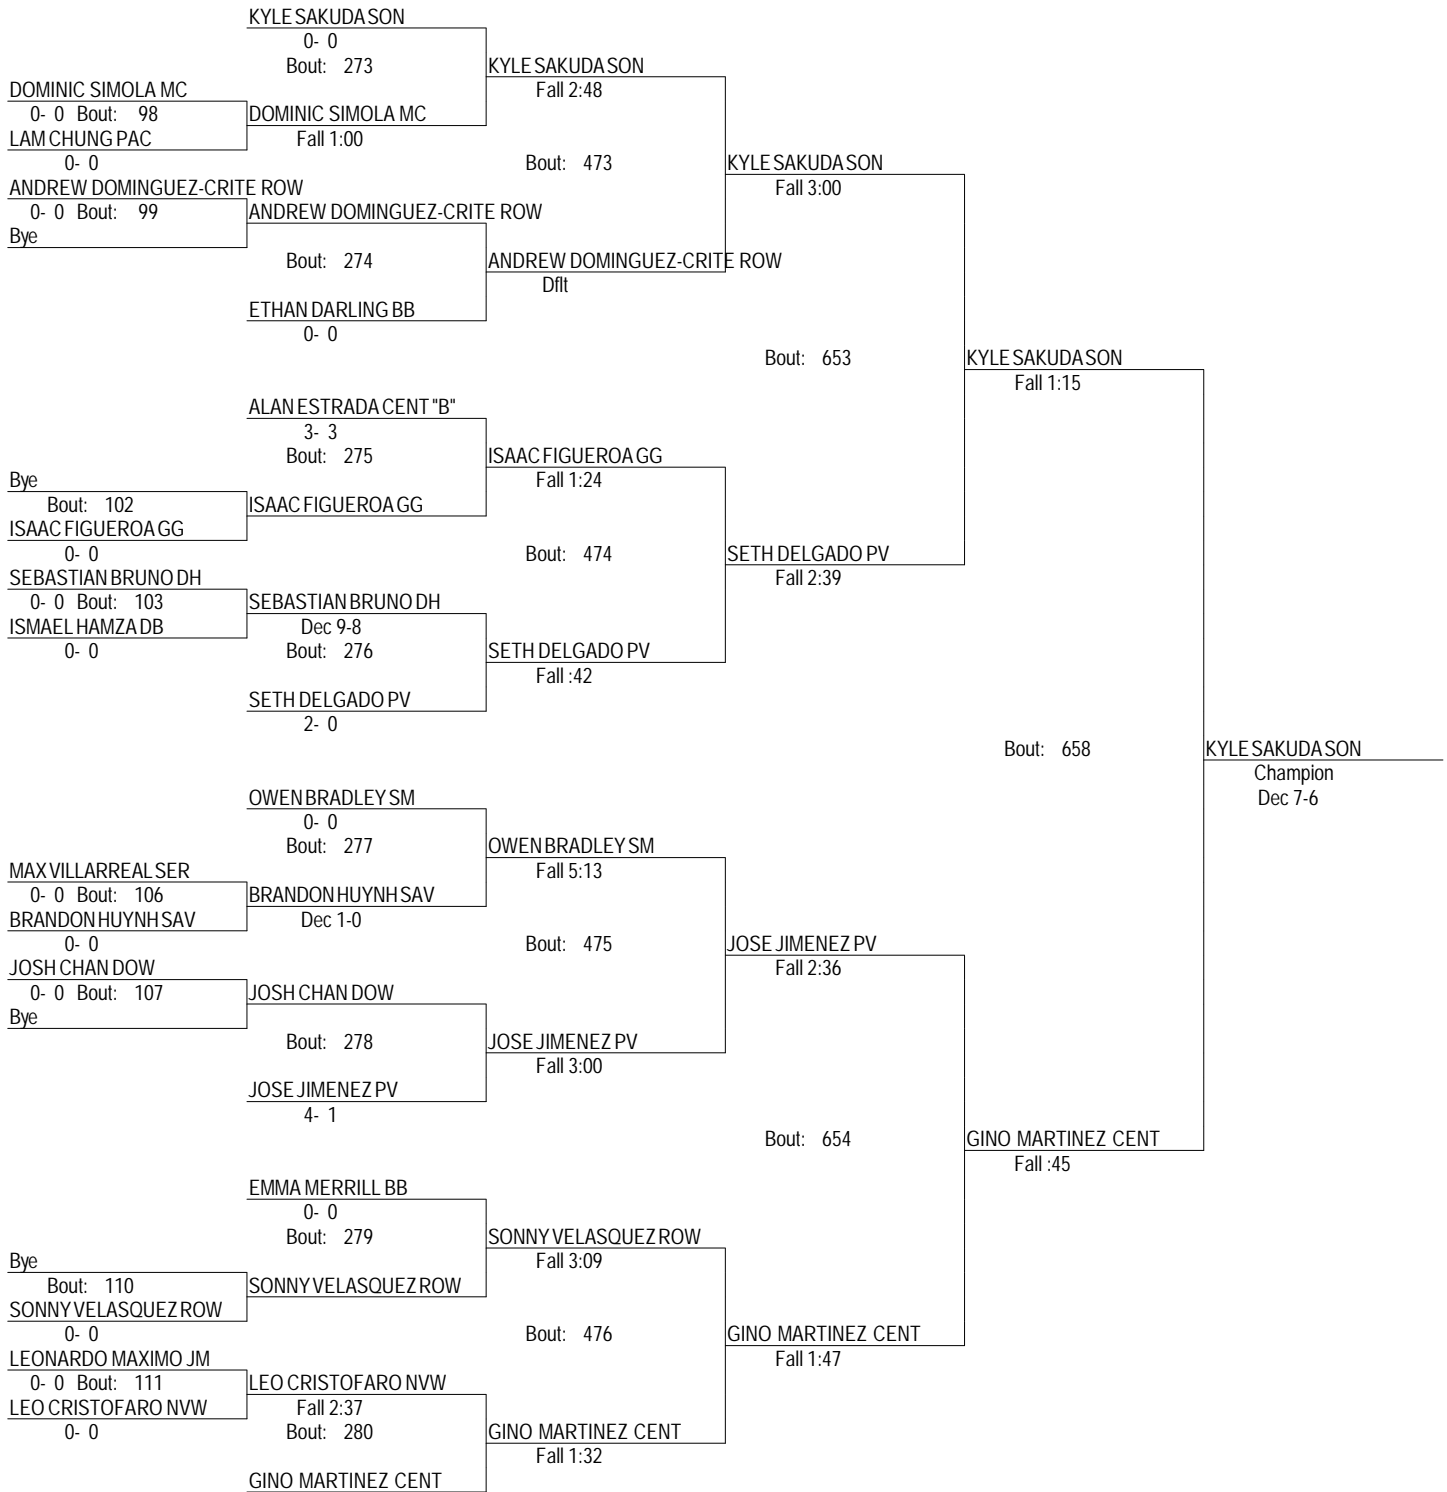 KYLE SAKUDA SON
0- 0
Bout: 273
KYLE SAKUDA SON
Fall 2:48
DOMINIC SIMOLA MC
0- 0 Bout: 98
DOMINIC SIMOLA MC
Fall 1:00
LAM CHUNG PAC
0- 0
Bout: 473
KYLE SAKUDA SON
Fall 3:00
ANDREW DOMINGUEZ-CRITE ROW
0- 0 Bout: 99
ANDREW DOMINGUEZ-CRITE ROW
Bye
Bout: 274
ANDREW DOMINGUEZ-CRITE ROW
Dflt
ETHAN DARLING BB
0- 0
Bout: 653
KYLE SAKUDA SON
Fall 1:15
ALAN ESTRADA CENT "B"
3- 3
Bout: 275
ISAAC FIGUEROA GG
Fall 1:24
Bye
Bout: 102
ISAAC FIGUEROA GG
ISAAC FIGUEROA GG
0- 0
Bout: 474
SETH DELGADO PV
Fall 2:39
SEBASTIAN BRUNO DH
0- 0 Bout: 103
SEBASTIAN BRUNO DH
Dec 9-8
ISMAEL HAMZA DB
0- 0
Bout: 276
SETH DELGADO PV
Fall :42
SETH DELGADO PV
2- 0
Bout: 658
KYLE SAKUDA SON
Champion
Dec 7-6
OWEN BRADLEY SM
0- 0
Bout: 277
OWEN BRADLEY SM
Fall 5:13
MAX VILLARREAL SER
0- 0 Bout: 106
BRANDON HUYNH SAV
Dec 1-0
BRANDON HUYNH SAV
0- 0
Bout: 475
JOSE JIMENEZ PV
Fall 2:36
JOSH CHAN DOW
0- 0 Bout: 107
JOSH CHAN DOW
Bye
Bout: 278
JOSE JIMENEZ PV
Fall 3:00
JOSE JIMENEZ PV
4- 1
Bout: 654
GINO MARTINEZ CENT
Fall :45
EMMA MERRILL BB
0- 0
Bout: 279
SONNY VELASQUEZ ROW
Fall 3:09
Bye
Bout: 110
SONNY VELASQUEZ ROW
SONNY VELASQUEZ ROW
0- 0
Bout: 476
GINO MARTINEZ CENT
Fall 1:47
LEONARDO MAXIMO JM
0- 0 Bout: 111
LEO CRISTOFARO NVW
Fall 2:37
LEO CRISTOFARO NVW
0- 0
Bout: 280
GINO MARTINEZ CENT
Fall 1:32
GINO MARTINEZ CENT